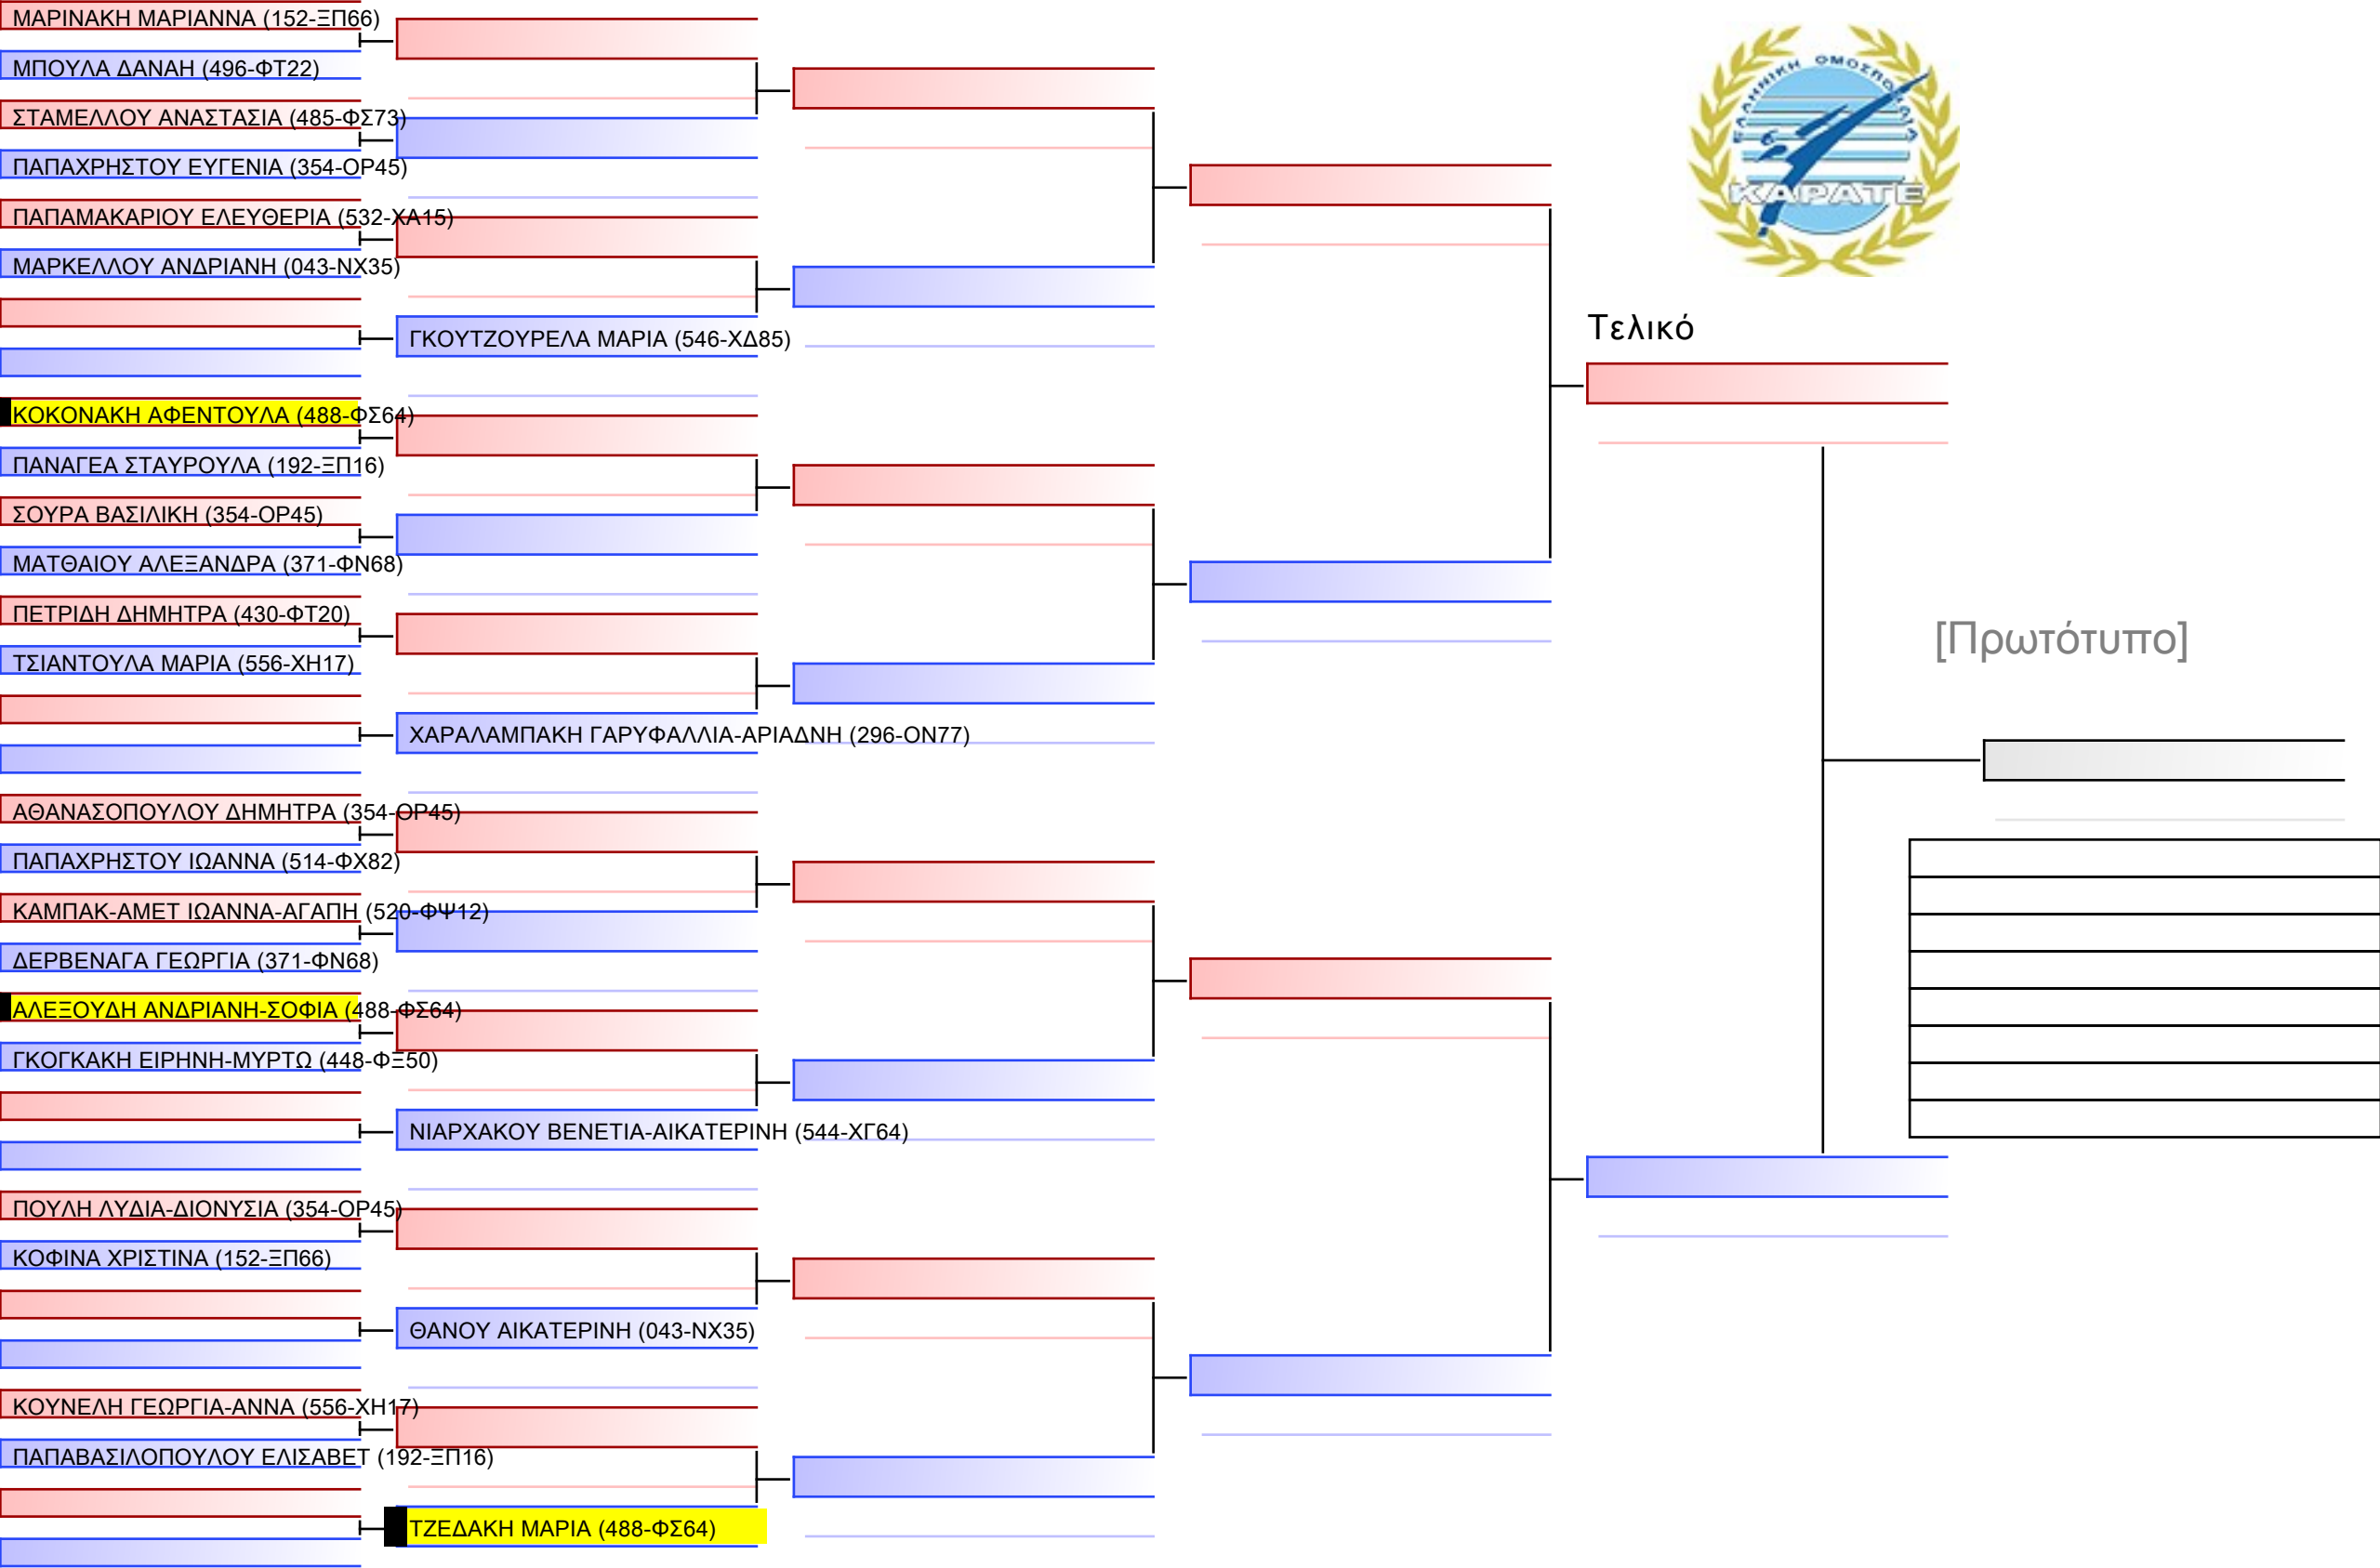 ΜΑΡΙΝΑΚΗ ΜΑΡΙΑΝΝΑ (152-ΞΠ66)
ΜΠΟΥΛΑ ΔΑΝΑΗ (496-ΦΤ22)
ΣΤΑΜΕΛΛΟΥ ΑΝΑΣΤΑΣΙΑ (485-ΦΣ73)
ΠΑΠΑΧΡΗΣΤΟΥ ΕΥΓΕΝΙΑ (354-ΟΡ45)
ΠΑΠΑΜΑΚΑΡΙΟΥ ΕΛΕΥΘΕΡΙΑ (532-ΧΑ15)
ΜΑΡΚΕΛΛΟΥ ΑΝΔΡΙΑΝΗ (043-ΝΧ35)
ΚΟΚΟΝΑΚΗ ΑΦΕΝΤΟΥΛΑ (488-ΦΣ64)
ΠΑΝΑΓΕΑ ΣΤΑΥΡΟΥΛΑ (192-ΞΠ16)
ΣΟΥΡΑ ΒΑΣΙΛΙΚΗ (354-ΟΡ45)
ΜΑΤΘΑΙΟΥ ΑΛΕΞΑΝΔΡΑ (371-ΦΝ68)
ΠΕΤΡΙΔΗ ΔΗΜΗΤΡΑ (430-ΦΤ20)
ΤΣΙΑΝΤΟΥΛΑ ΜΑΡΙΑ (556-ΧΗ17)
ΑΘΑΝΑΣΟΠΟΥΛΟΥ ΔΗΜΗΤΡΑ (354-ΟΡ45)
ΠΑΠΑΧΡΗΣΤΟΥ ΙΩΑΝΝΑ (514-ΦΧ82)
ΚΑΜΠΑΚ-ΑΜΕΤ ΙΩΑΝΝΑ-ΑΓΑΠΗ (520-ΦΨ12)
ΔΕΡΒΕΝΑΓΑ ΓΕΩΡΓΙΑ (371-ΦΝ68)
ΑΛΕΞΟΥΔΗ ΑΝΔΡΙΑΝΗ-ΣΟΦΙΑ (488-ΦΣ64)
ΓΚΟΓΚΑΚΗ ΕΙΡΗΝΗ-ΜΥΡΤΩ (448-ΦΞ50)
ΠΟΥΛΗ ΛΥΔΙΑ-ΔΙΟΝΥΣΙΑ (354-ΟΡ45)
ΚΟΦΙΝΑ ΧΡΙΣΤΙΝΑ (152-ΞΠ66)
ΚΟΥΝΕΛΗ ΓΕΩΡΓΙΑ-ΑΝΝΑ (556-ΧΗ17)
ΠΑΠΑΒΑΣΙΛΟΠΟΥΛΟΥ ΕΛΙΣΑΒΕΤ (192-ΞΠ16)
ΓΚΟΥΤΖΟΥΡΕΛΑ ΜΑΡΙΑ (546-ΧΔ85)
ΧΑΡΑΛΑΜΠΑΚΗ ΓΑΡΥΦΑΛΛΙΑ-ΑΡΙΑΔΝΗ (296-ΟΝ77)
ΝΙΑΡΧΑΚΟΥ ΒΕΝΕΤΙΑ-ΑΙΚΑΤΕΡΙΝΗ (544-ΧΓ64)
ΘΑΝΟΥ ΑΙΚΑΤΕΡΙΝΗ (043-ΝΧ35)
ΤΖΕΔΑΚΗ ΜΑΡΙΑ (488-ΦΣ64)
ΕΛΛΗΝΙΚΗ ΟΜΟΣΠΟΝΔΙΑ
ΚΑΡΑΤΕ
Τελικό
[Πρωτότυπο]